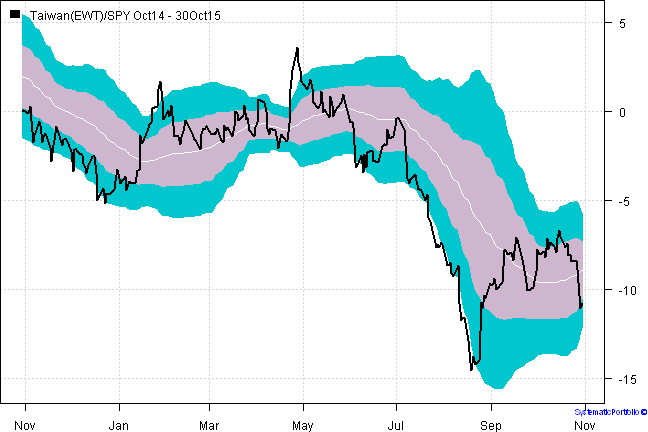 Taiwan(EWT)/SPY Oct14 - 30Oct15
5
0
-5
-10
-15
SystematicPortfolio ©
Nov Jan Mar May Jul Sep Nov